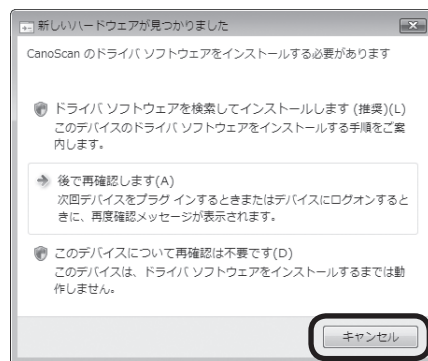 新しいハードウェアが見つかりました
CanoScan のドライバ ソフトウェアをインストールする必要があります
ドライバ ソフトウェアを検索してインストールします (推奨)(L)
このデバイスのドライバ ソフトウェアをインストールする手順をご案
内します。
後で再確認します(A)
次回デバイスをプラグ インするときまたはデバイスにログオンすると
きに、再度確認メッセージが表示されます。
このデバイスについて再確認は不要です(D)
このデバイスは、ドライバ ソフトウェアをインストールするまでは動
作しません。
キャンセル